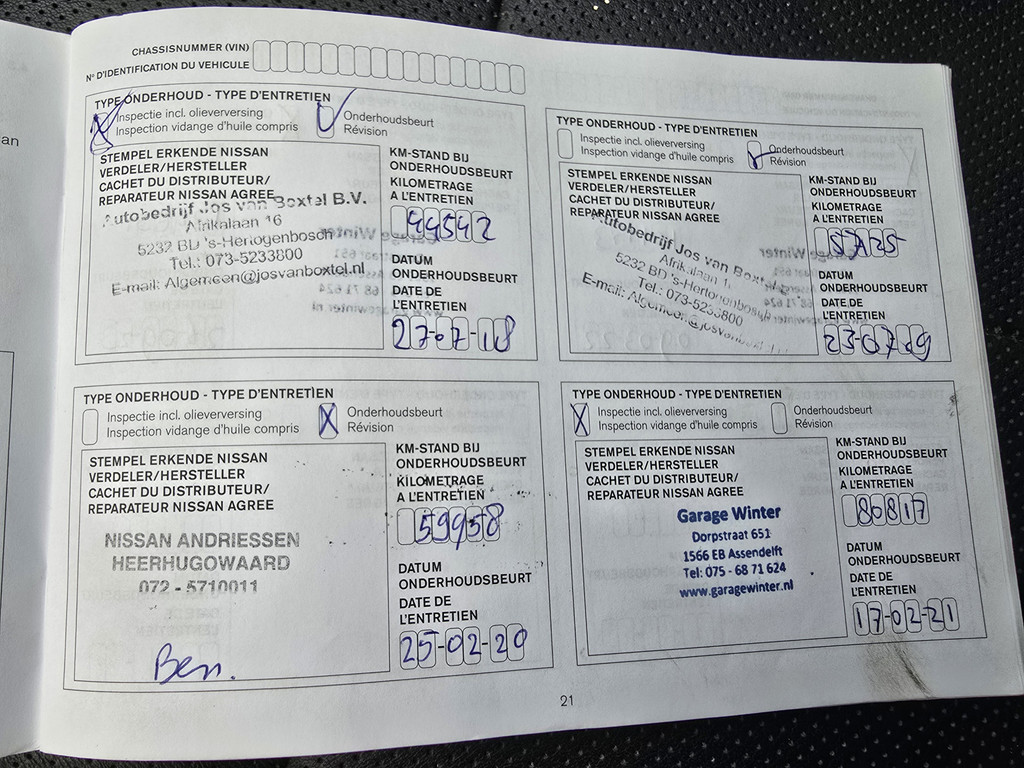 an
CHASSISNUMMER (VIN)
N° D'IDENTIFICATION DU VEHICULE
TYPE ONDERHOUD - TYPE D'ENTRETIEN
Inspectie incl. olieverversing
Inspection vidange d'huile compris
Onderhoudsbeurt
Révision
STEMPEL ERKENDE NISSAN
VERDELER/HERSTELLER
CACHET DU DISTRIBUTEUR/
REPARATEUR NISSAN AGREE
Autobedrijf Jos van Boxtel B.V.
Afrikalaan 16
5232 BD 's-Hertogenbosch
Tel.: 073-5233800
E-mail: Algemeen@josvanboxtel.nl
KM-STAND BIJ
ONDERHOUDSBEURT
KILOMETRAGE
A L'ENTRETIEN
44542
DATUM
ONDERHOUDSBEURT
DATE DE
L'ENTRETIEN
27-07-18
TYPE ONDERHOUD - TYPE D'ENTRETIEN
Inspectie incl. olieverversing
Inspection vidange d'huile compris
Onderhoudsbeurt
Révision
STEMPEL ERKENDE NISSAN
VERDELER/HERSTELLER
CACHET DU DISTRIBUTEUR/
REPARATEUR NISSAN AGREE
Autobedrijf Jos van Boxtel
Afrikalaan 1
5232 BD 's-Hertogenbosch
Tel.: 073-5233800
E-mail: Algemeen@josvanboxtel
KM-STAND BIJ
ONDERHOUDSBEURT
KILOMETRAGE
A L'ENTRETIEN
DATUM
ONDERHOUDSBEURT
DATE DE
L'ENTRETIEN
23-07-19
TYPE ONDERHOUD - TYPE D'ENTRETIEN
Inspectie incl. olieverversing
Inspection vidange d'huile compris
Onderhoudsbeurt
Révision
STEMPEL ERKENDE NISSAN
VERDELER/HERSTELLER
CACHET DU DISTRIBUTEUR/
REPARATEUR NISSAN AGREE
NISSAN ANDRIESSEN
HEERHUGOWAARD
072 - 5710011
Ben.
KM-STAND BIJ
ONDERHOUDSBEURT
KILOMETRAGE
A L'ENTRETIEN
59958
DATUM
ONDERHOUDSBEURT
DATE DE
L'ENTRETIEN
25-02-20
TYPE ONDERHOUD - TYPE D'ENTRETIEN
Inspectie incl. olieverversing
Inspection vidange d'huile compris
Onderhoudsbeurt
Révision
STEMPEL ERKENDE NISSAN
VERDELER/HERSTELLER
CACHET DU DISTRIBUTEUR/
REPARATEUR NISSAN AGREE
Garage Winter
Dorpstraat 651
1566 EB Assendelft
Tel: 075 - 68 71 624
www.garagewinter.nl
KM-STAND BIJ
ONDERHOUDSBEURT
KILOMETRAGE
A L'ENTRETIEN
80817
DATUM
ONDERHOUDSBEURT
DATE DE
L'ENTRETIEN
17-02-21
21